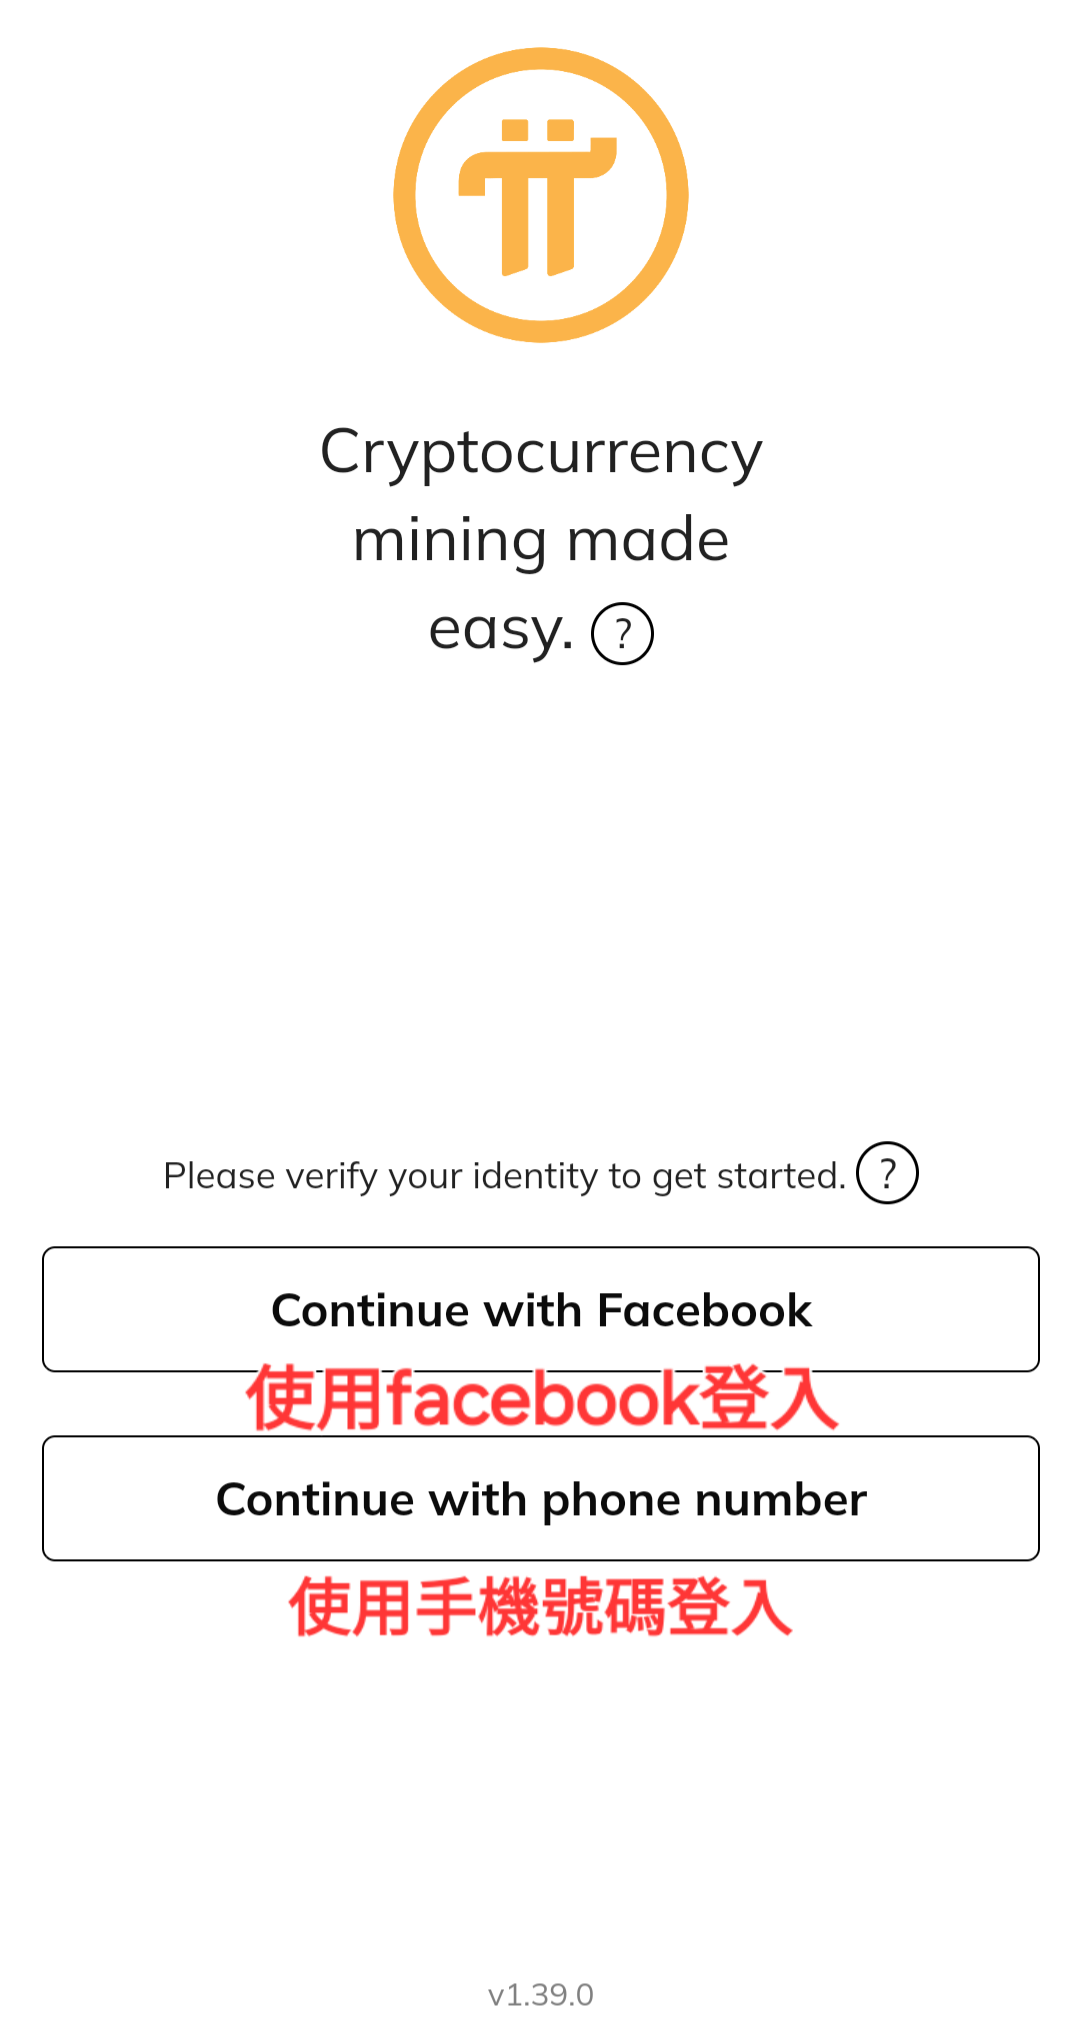 Cryptocurrency
mining made
easy. ?
Please verify your identity to get started. ?
Continue with Facebook
使用facebook登入
Continue with phone number
使用手機號碼登入
v1.39.0